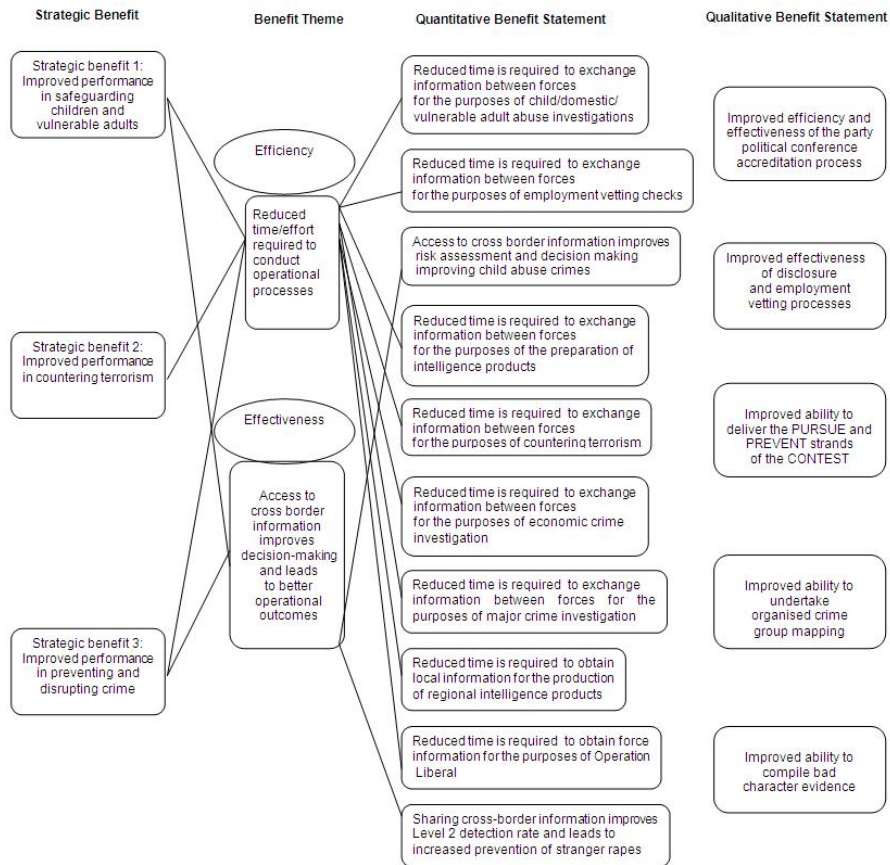 Strategic Benefit
Benefit Theme
Quantitative Benefit Statement
Qualitative Benefit Statement
Strategic benefit 1:
Improved performance
in safeguarding
children and
vulnerable adults
Strategic benefit 2:
Improved performance
in countering terrorism
Strategic benefit 3:
Improved performance
in preventing and
disrupting crime
Efficiency
Reduced
time/effort
required to
conduct
operational
processes
Effectiveness
Access to
cross border
information
improves
decision-making
and leads
to better
operational
outcomes
Reduced time is required to exchange
information between forces
for the purposes of child/domestic/
vulnerable adult abuse investigations
Reduced time is required to exchange
information between forces
for the purposes of employment vetting checks
Access to cross border information improves
risk assessment and decision making
improving child abuse crimes
Reduced time is required to exchange
information between forces
for the purposes of the preparation of
intelligence products
Reduced time is required to exchange
information between forces
for the purposes of countering terrorism
Reduced time is required to exchange
information between forces
for the purposes of economic crime
investigation
Reduced time is required to exchange
information between forces for the
purposes of major crime investigation
Reduced time is required to obtain
local information for the production
of regional intelligence products
Reduced time is required to obtain force
information for the purposes of Operation
Liberal
Sharing cross-border information improves
Level 2 detection rate and leads to
increased prevention of stranger rapes
Improved efficiency and
effectiveness of the party
political conference
accreditation process
Improved effectiveness
of disclosure
and employment
vetting processes
Improved ability to
deliver the PURSUE and
PREVENT strands
of the CONTEST
Improved ability to
undertake
organised crime
group mapping
Improved ability to
compile bad
character evidence